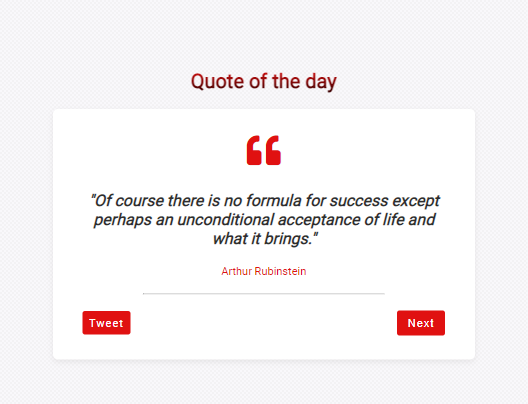 Quote of the day
"Of course there is no formula for success except
perhaps an unconditional acceptance of life and
what it brings."
Arthur Rubinstein
Tweet
Next